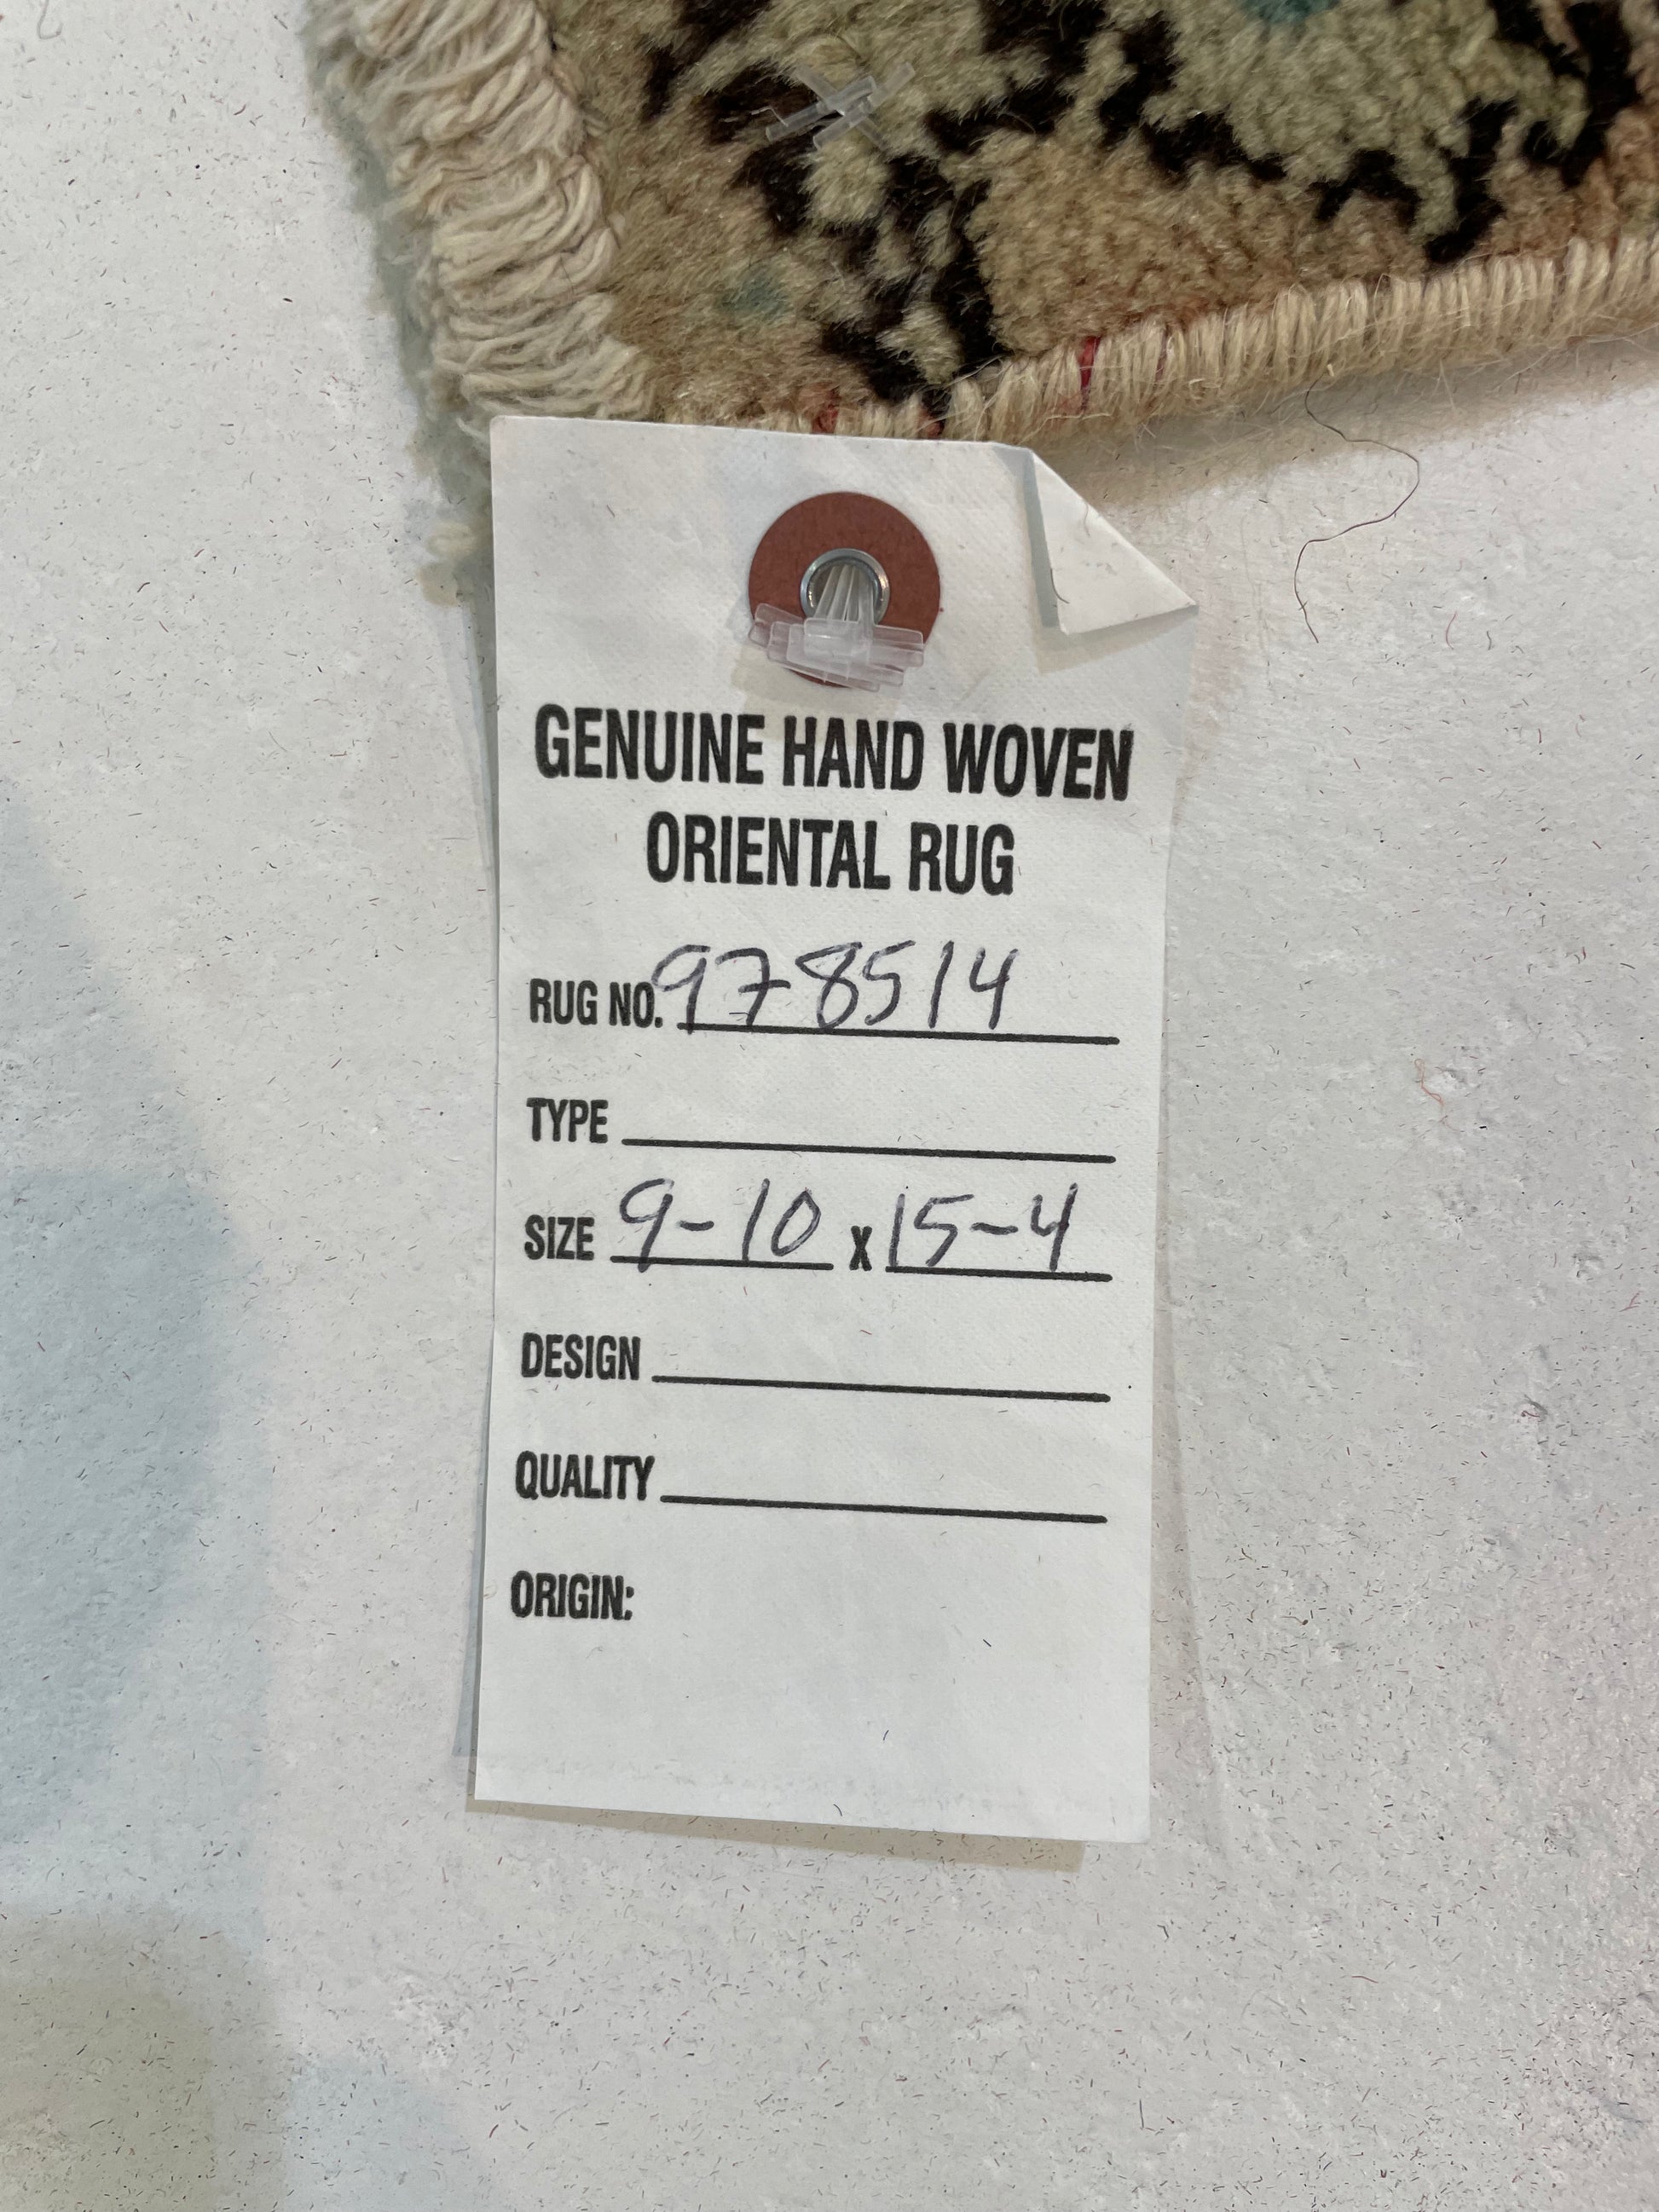 GENUINE HAND WOVEN
ORIENTAL RUG
RUG NO. 978514
TYPE
SIZE 9-10 X 15-4
DESIGN
QUALITY
ORIGIN: